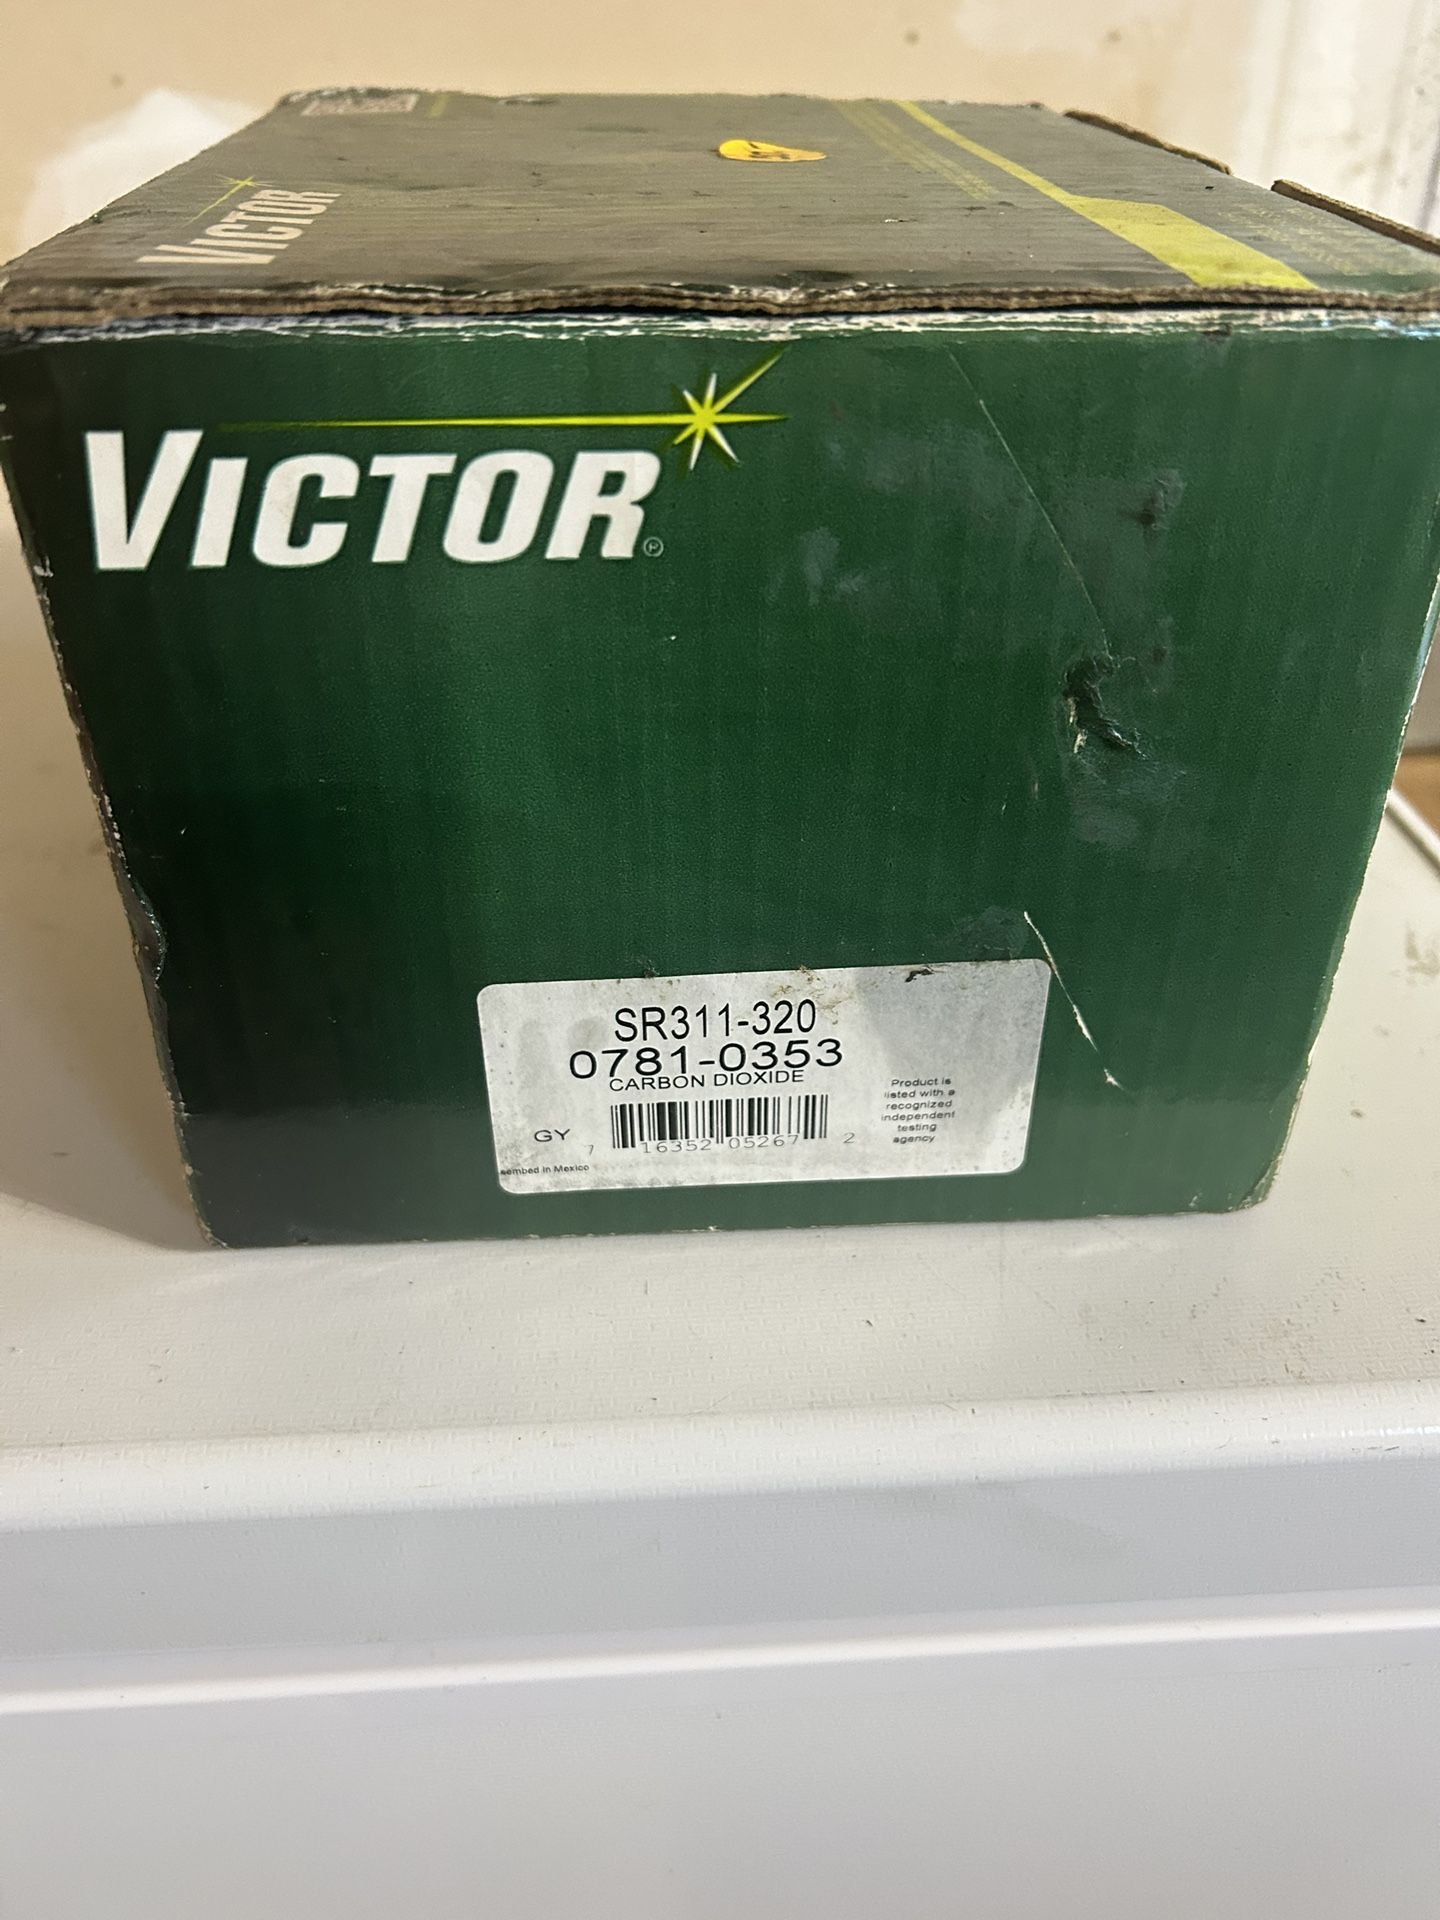 VICTOR
VICTOR®
SR311-320
0781-0353
CARBON DIOXIDE
Product is
listed with a
recognized
independent
testing
agency
GY
7 16352 05267 2
sembed in Mexico